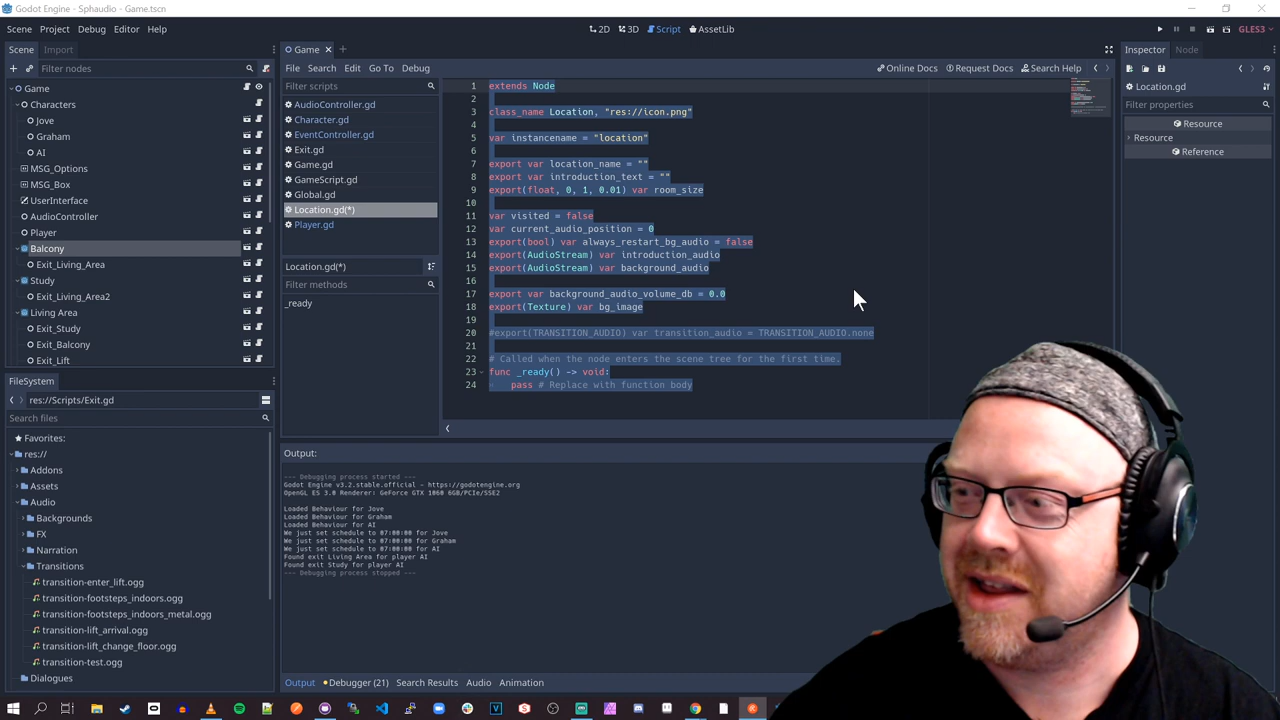 Godot Engine - Sphaudio - Game.tscn
Scene Project Debug Editor Help
2D 3D Script AssetLib
GLES3
Scene Import
Filter nodes
Game
Characters
Jove
Graham
AI
MSG_Options
MSG_Box
UserInterface
AudioController
Player
Balcony
Exit_Living_Area
Study
Exit_Living_Area2
Living Area
Exit_Study
Exit_Balcony
Exit_Lift
FileSystem
res://Scripts/Exit.gd
Search files
Favorites:
res://
Addons
Assets
Audio
Backgrounds
FX
Narration
Transitions
transition-enter_lift.ogg
transition-footsteps_indoors.ogg
transition-footsteps_indoors_metal.ogg
transition-lift_arrival.ogg
transition-lift_change_floor.ogg
transition-test.ogg
Dialogues
Game
File Search Edit Go To Debug
Online Docs Request Docs Search Help
Filter scripts
AudioController.gd
Character.gd
EventController.gd
Exit.gd
Game.gd
GameScript.gd
Global.gd
Location.gd(*)
Player.gd
Location.gd(*)
Filter methods
_ready
1 extends Node
2
3 class_name Location, "res://icon.png"
4
5 var instancename = "location"
6
7 export var location_name = ""
8 export var introduction_text = ""
9 export(float, 0, 1, 0.01) var room_size
10
11 var visited = false
12 var current_audio_position = 0
13 export(bool) var always_restart_bg_audio = false
14 export(AudioStream) var introduction_audio
15 export(AudioStream) var background_audio
16
17 export var background_audio_volume_db = 0.0
18 export(Texture) var bg_image
19
20 #export(TRANSITION_AUDIO) var transition_audio = TRANSITION_AUDIO.none
21
22 # Called when the node enters the scene tree for the first time.
23 func _ready() -> void:
24 pass # Replace with function body
Output:
--- Debugging process started ---
Godot Engine v3.2.stable.official - https://godotengine.org
OpenGL ES 3.0 Renderer: GeForce GTX 1060 6GB/PCIe/SSE2
Loaded Behaviour for Jove
Loaded Behaviour for Graham
Loaded Behaviour for AI
We just set schedule to 07:00:00 for Jove
We just set schedule to 07:00:00 for Graham
We just set schedule to 07:00:00 for AI
Found exit Living Area for player AI
Found exit Study for player AI
--- Debugging process stopped ---
Output Debugger (21) Search Results Audio Animation
Inspector Node
Location.gd
Filter properties
Resource
Resource
Reference